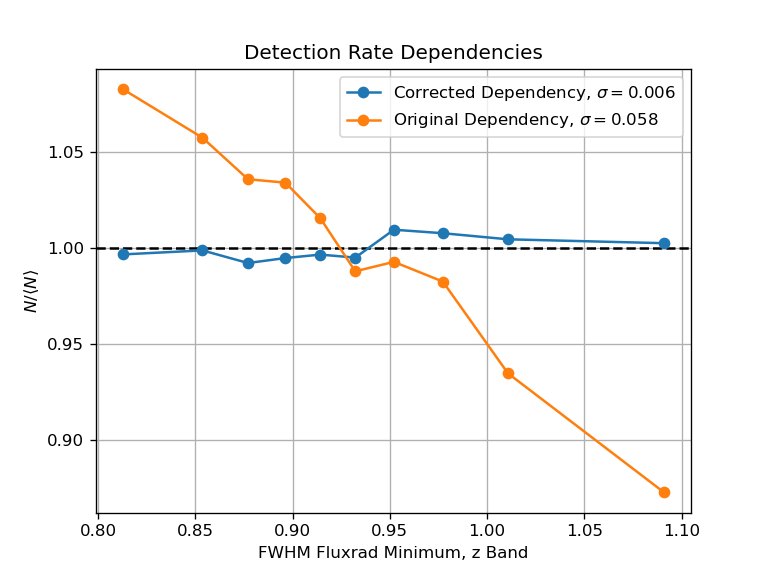 Detection Rate Dependencies
Corrected Dependency, σ = 0.006
Original Dependency, σ = 0.058
1.05
1.00
0.95
0.90
N/⟨N⟩
0.80 0.85 0.90 0.95 1.00 1.05 1.10
FWHM Fluxrad Minimum, z Band